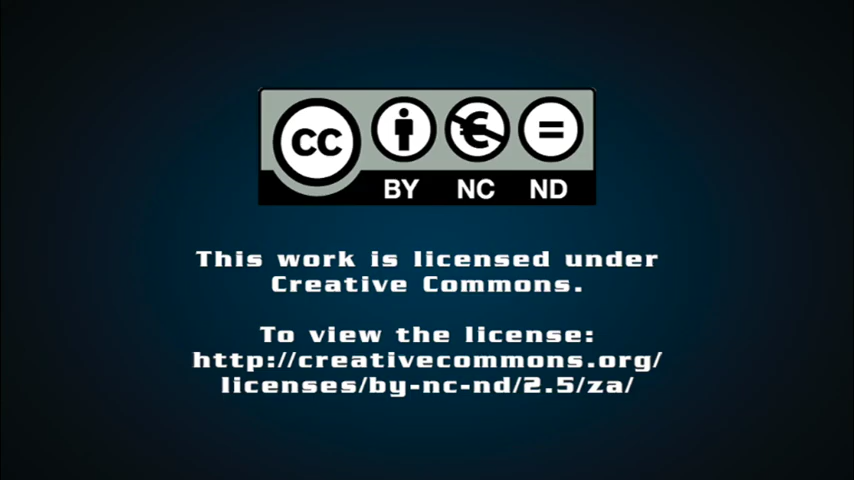 CC
BY NC ND
This work is licensed under
Creative Commons.
To view the license:
http://creativecommons.org/
licenses/by-nc-nd/2.5/za/